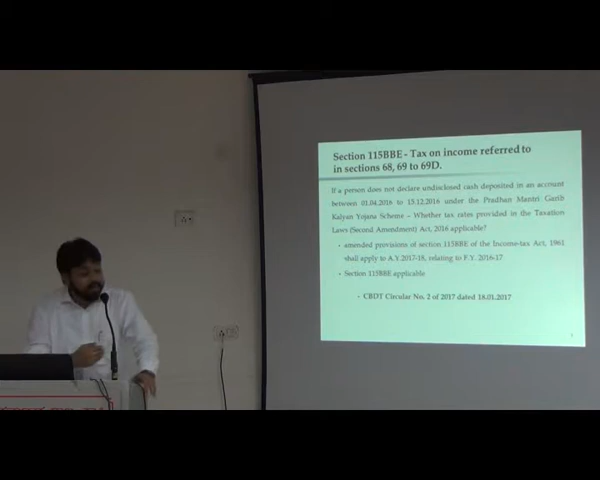 Section 115BBE - Tax on income referred to
in sections 68, 69 to 69D.
If a person does not declare undisclosed cash deposited in an account
between 01.04.2016 to 15.12.2016 under the Pradhan Mantri Garib
Kalyan Yojana Scheme - Whether tax rates provided in the Taxation
Laws (Second Amendment) Act, 2016 applicable?
- amended provisions of section 115BBE of the Income-tax Act, 1961
shall apply to A.Y.2017-18, relating to F.Y. 2016-17
- Section 115BBE applicable
- CBDT Circular No. 2 of 2017 dated 18.01.2017